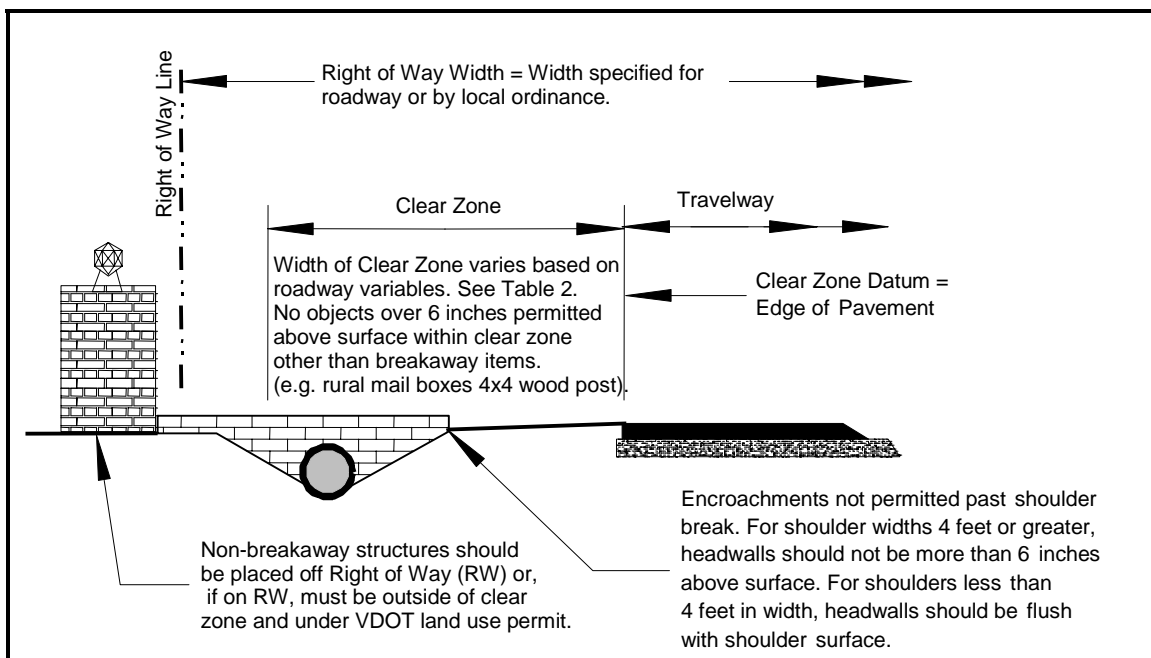 Right of Way Line
Right of Way Width = Width specified for
roadway or by local ordinance.
Clear Zone
Travelway
Width of Clear Zone varies based on
roadway variables. See Table 2.
No objects over 6 inches permitted
above surface within clear zone
other than breakaway items.
(e.g. rural mail boxes 4x4 wood post).
Clear Zone Datum =
Edge of Pavement
Non-breakaway structures should
be placed off Right of Way (RW) or,
if on RW, must be outside of clear
zone and under VDOT land use permit.
Encroachments not permitted past shoulder
break. For shoulder widths 4 feet or greater,
headwalls should not be more than 6 inches
above surface. For shoulders less than
4 feet in width, headwalls should be flush
with shoulder surface.